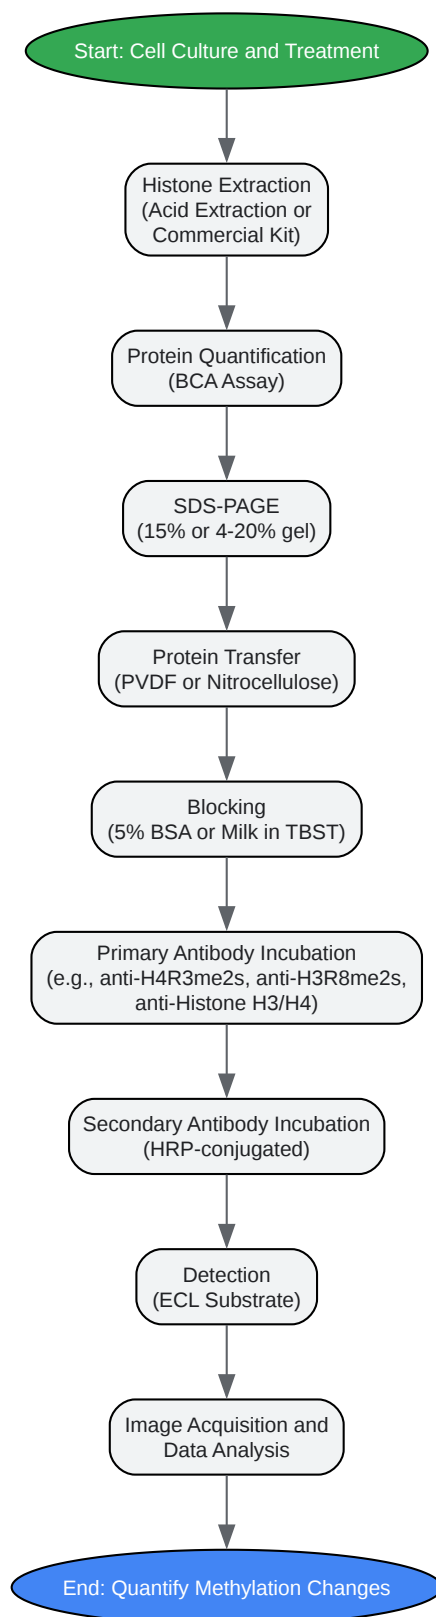 Start: Cell Culture and Treatment
Histone Extraction
(Acid Extraction or
Commercial Kit)
Protein Quantification
(BCA Assay)
SDS-PAGE
(15% or 4-20% gel)
Protein Transfer
(PVDF or Nitrocellulose)
Blocking
(5% BSA or Milk in TBST)
Primary Antibody Incubation
(e.g., anti-H4R3me2s, anti-H3R8me2s,
anti-Histone H3/H4)
Secondary Antibody Incubation
(HRP-conjugated)
Detection
(ECL Substrate)
Image Acquisition and
Data Analysis
End: Quantify Methylation Changes